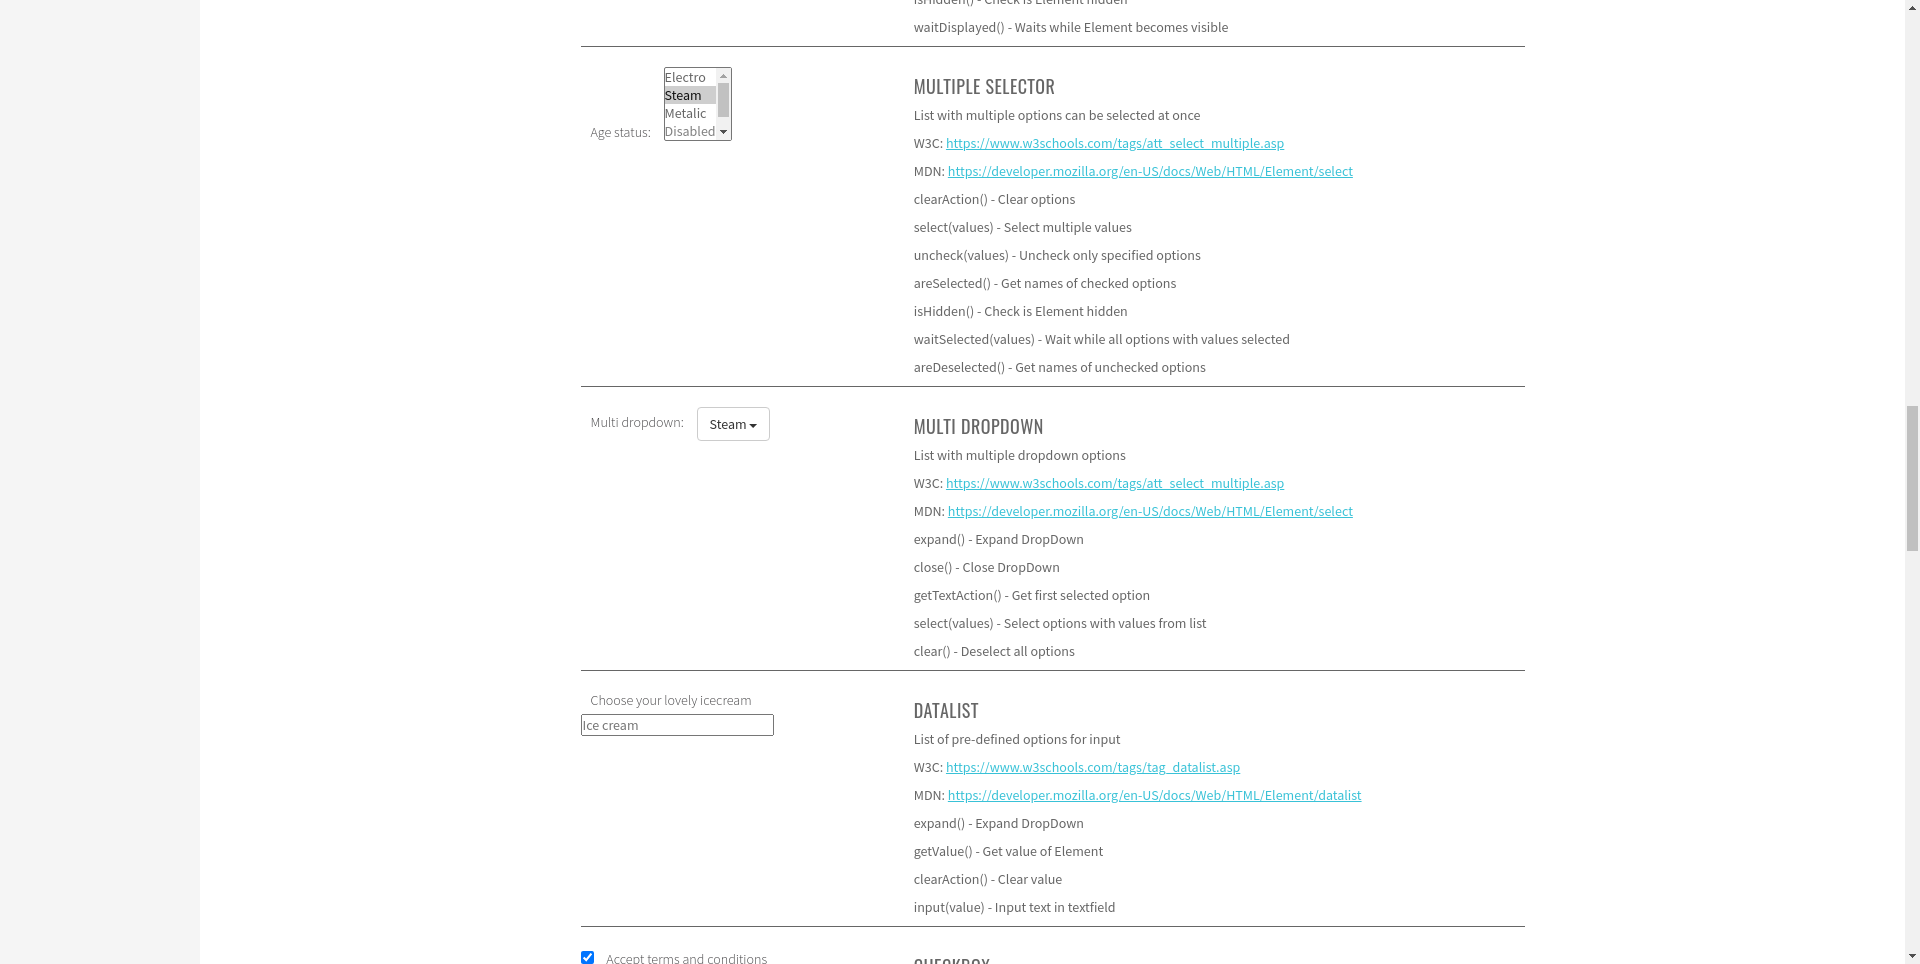 isHidden() - Check is Element hidden
waitDisplayed() - Waits while Element becomes visible
Age status:
Electro
Steam
Metalic
Disabled
MULTIPLE SELECTOR
List with multiple options can be selected at once
W3C: https://www.w3schools.com/tags/att_select_multiple.asp
MDN: https://developer.mozilla.org/en-US/docs/Web/HTML/Element/select
clearAction() - Clear options
select(values) - Select multiple values
uncheck(values) - Uncheck only specified options
areSelected() - Get names of checked options
isHidden() - Check is Element hidden
waitSelected(values) - Wait while all options with values selected
areDeselected() - Get names of unchecked options
Multi dropdown:
Steam
MULTI DROPDOWN
List with multiple dropdown options
W3C: https://www.w3schools.com/tags/att_select_multiple.asp
MDN: https://developer.mozilla.org/en-US/docs/Web/HTML/Element/select
expand() - Expand DropDown
close() - Close DropDown
getTextAction() - Get first selected option
select(values) - Select options with values from list
clear() - Deselect all options
Choose your lovely icecream
Ice cream
DATALIST
List of pre-defined options for input
W3C: https://www.w3schools.com/tags/tag_datalist.asp
MDN: https://developer.mozilla.org/en-US/docs/Web/HTML/Element/datalist
expand() - Expand DropDown
getValue() - Get value of Element
clearAction() - Clear value
input(value) - Input text in textfield
Accept terms and conditions
CHECKBOX